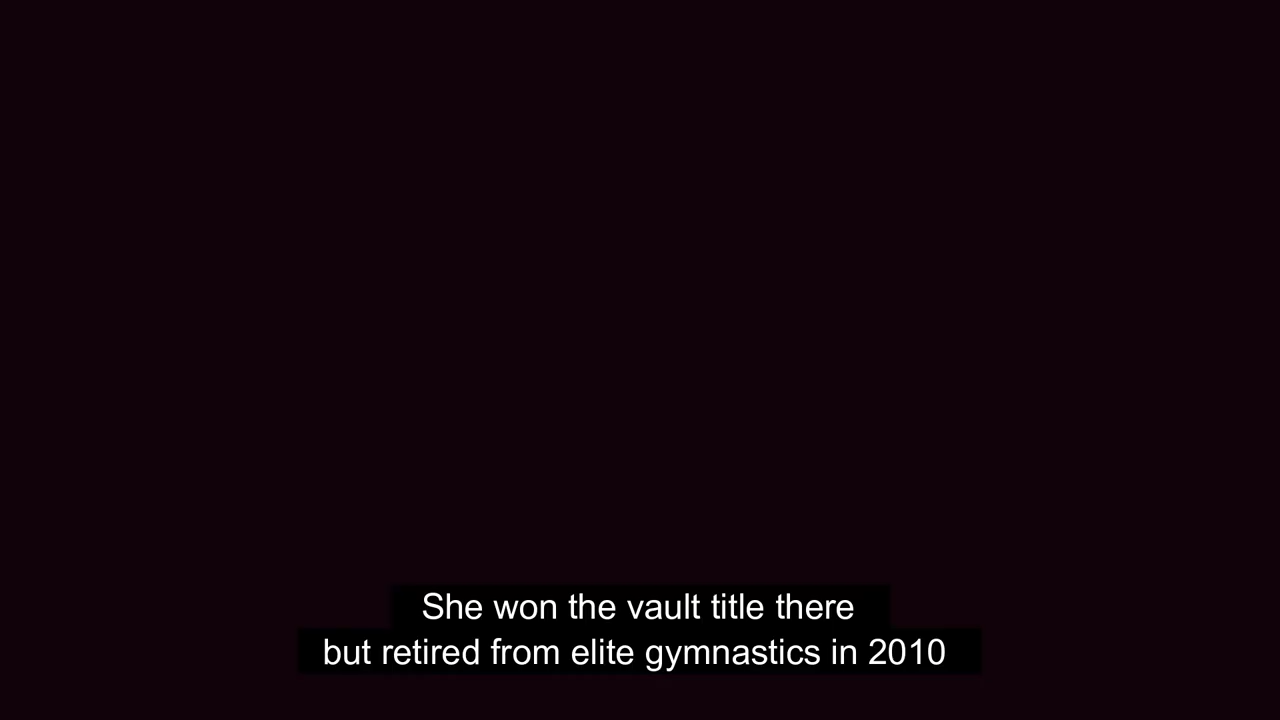 She won the vault title there
but retired from elite gymnastics in 2010